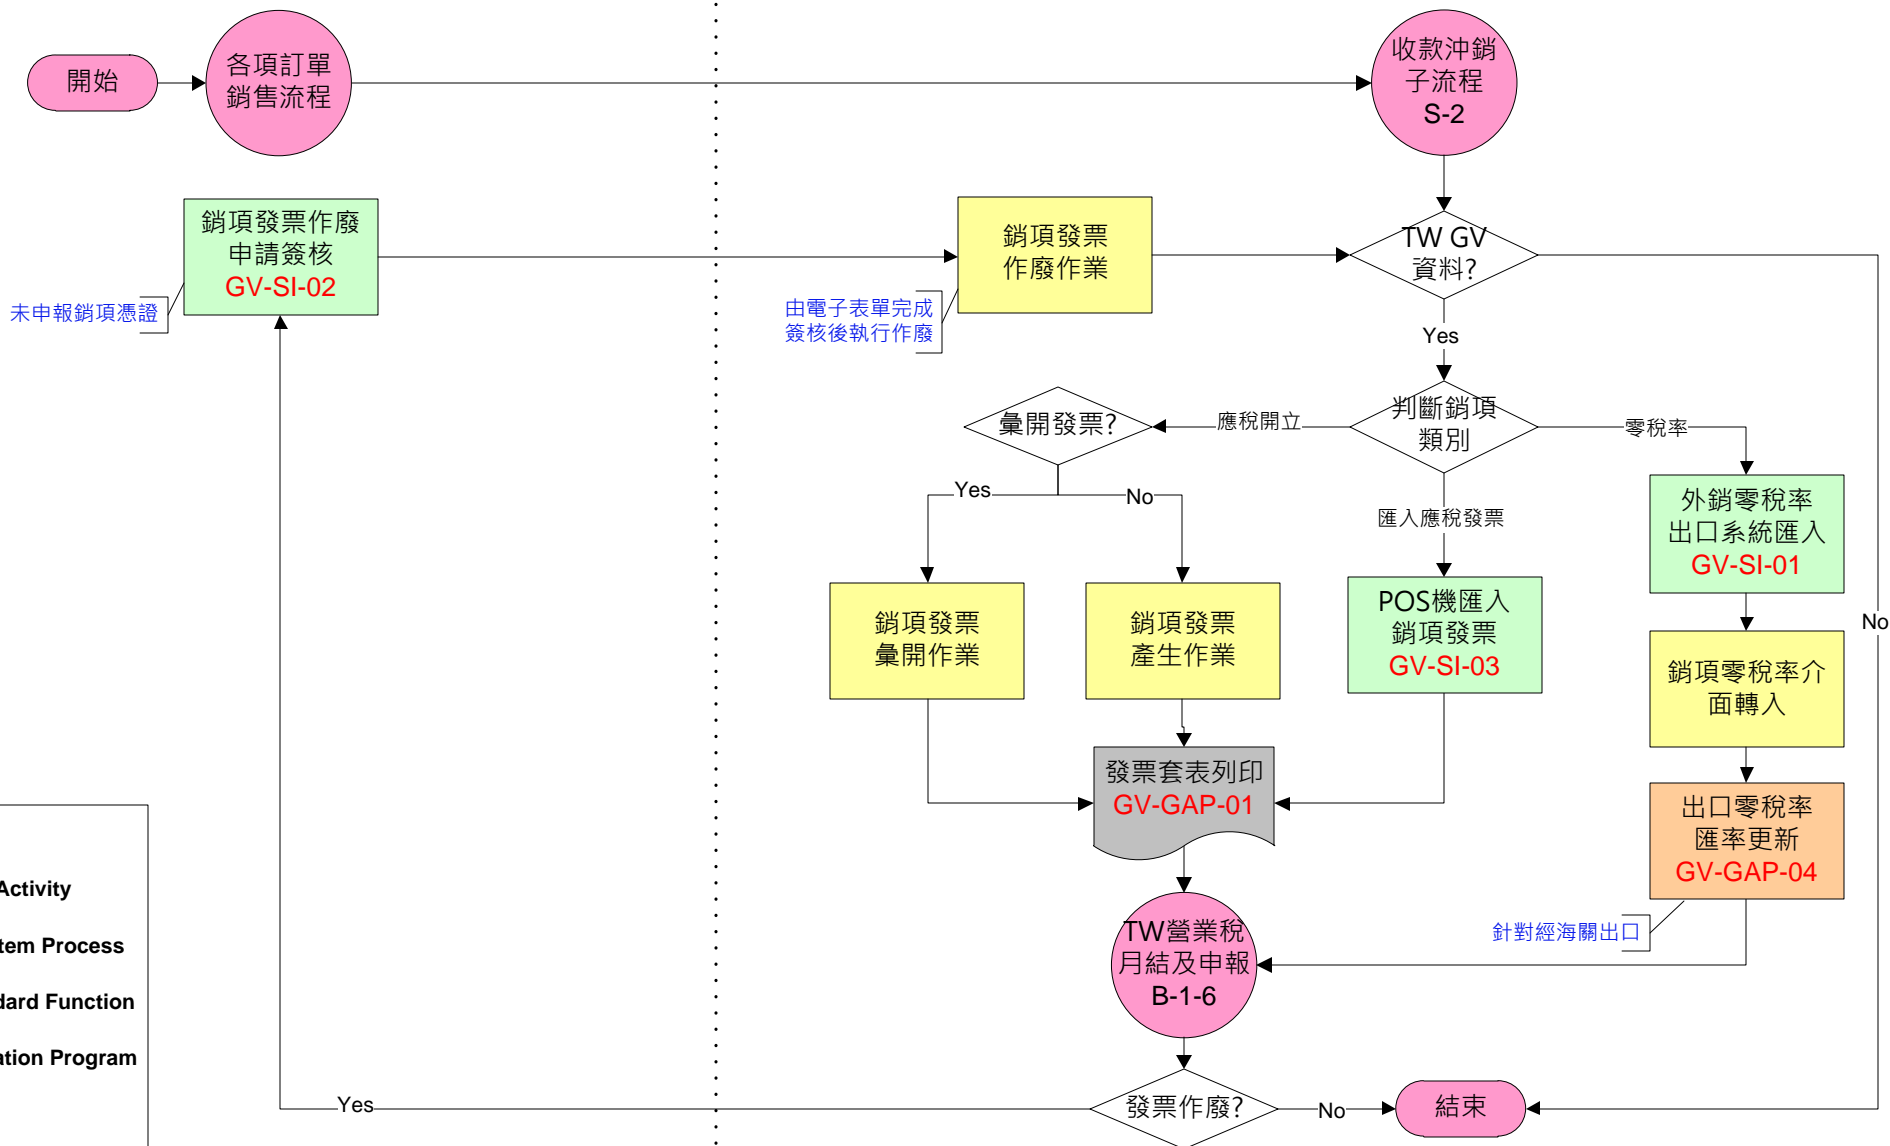 開始
各項訂單
銷售流程
收款沖銷
子流程
S-2
銷項發票作廢
申請簽核
GV-SI-02
未申報銷項憑證
銷項發票
作廢作業
由電子表單完成
簽核後執行作廢
TW GV
資料?
Yes
No
判斷銷項
類別
應稅開立
零稅率
匯入應稅發票
彙開發票?
Yes
No
銷項發票
彙開作業
銷項發票
產生作業
POS機匯入
銷項發票
GV-SI-03
外銷零稅率
出口系統匯入
GV-SI-01
銷項零稅率介
面轉入
出口零稅率
匯率更新
GV-GAP-04
針對經海關出口
發票套表列印
GV-GAP-01
TW營業稅
月結及申報
B-1-6
發票作廢?
Yes
No
結束
Activity
tem Process
dard Function
ation Program